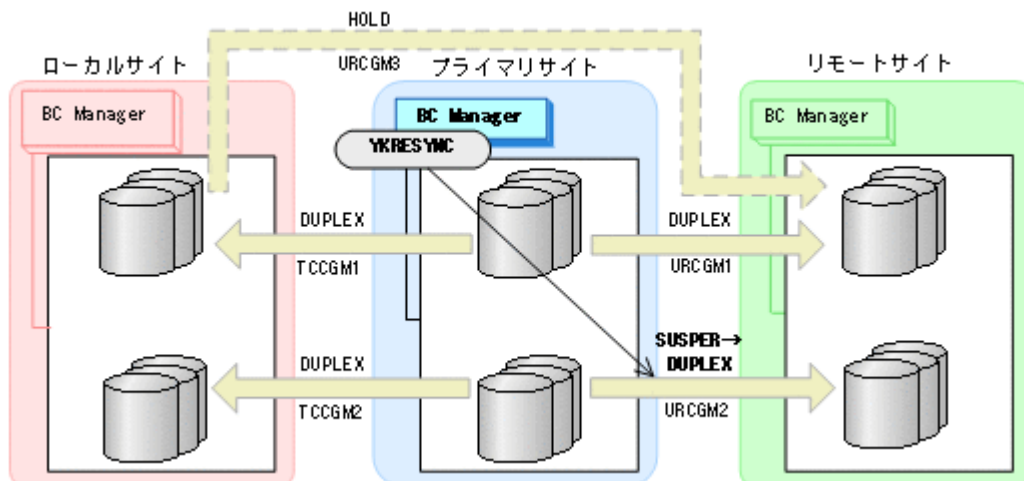 HOLD
URCGM3
ローカルサイト
プライマリサイト
リモートサイト
BC Manager
BC Manager
BC Manager
YKRESYNC
DUPLEX
TCCGM1
DUPLEX
URCGM1
DUPLEX
TCCGM2
SUSPER→
DUPLEX
URCGM2